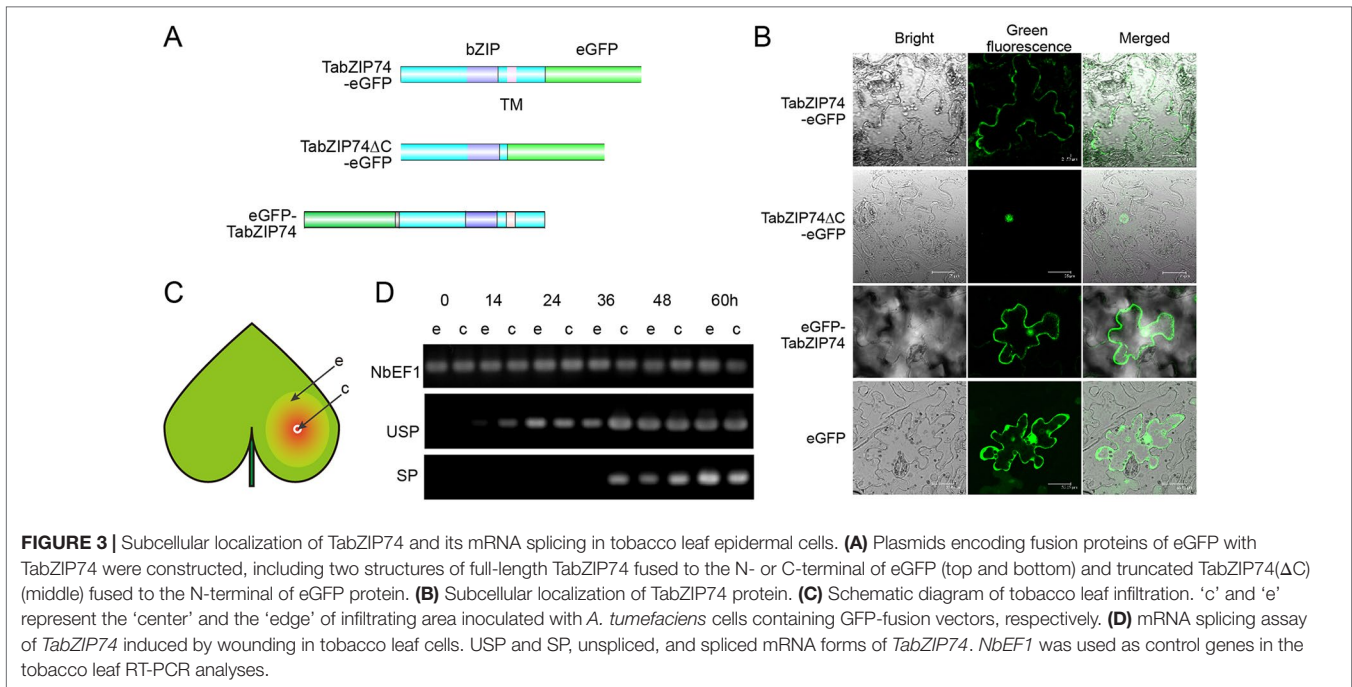 A
bZIP eGFP
TabZIP74
-eGFP
TM
TabZIP74ΔC
-eGFP
eGFP-
TabZIP74
B
Bright Green fluorescence Merged
TabZIP74
-eGFP
TabZIP74ΔC
-eGFP
eGFP-
TabZIP74
eGFP
C
e
c
D
0 14 24 36 48 60h
e c e c e e c e c e c
NbEF1
USP
SP
FIGURE 3 | Subcellular localization of TabZIP74 and its mRNA splicing in tobacco leaf epidermal cells. (A) Plasmids encoding fusion proteins of eGFP with
TabZIP74 were constructed, including two structures of full-length TabZIP74 fused to the N- or C-terminal of eGFP (top and bottom) and truncated TabZIP74(ΔC)
(middle) fused to the N-terminal of eGFP protein. (B) Subcellular localization of TabZIP74 protein. (C) Schematic diagram of tobacco leaf infiltration. 'c' and 'e'
represent the 'center' and the 'edge' of infiltrating area inoculated with A. tumefaciens cells containing GFP-fusion vectors, respectively. (D) mRNA splicing assay
of TabZIP74 induced by wounding in tobacco leaf cells. USP and SP, unspliced, and spliced mRNA forms of TabZIP74. NbEF1 was used as control genes in the
tobacco leaf RT-PCR analyses.